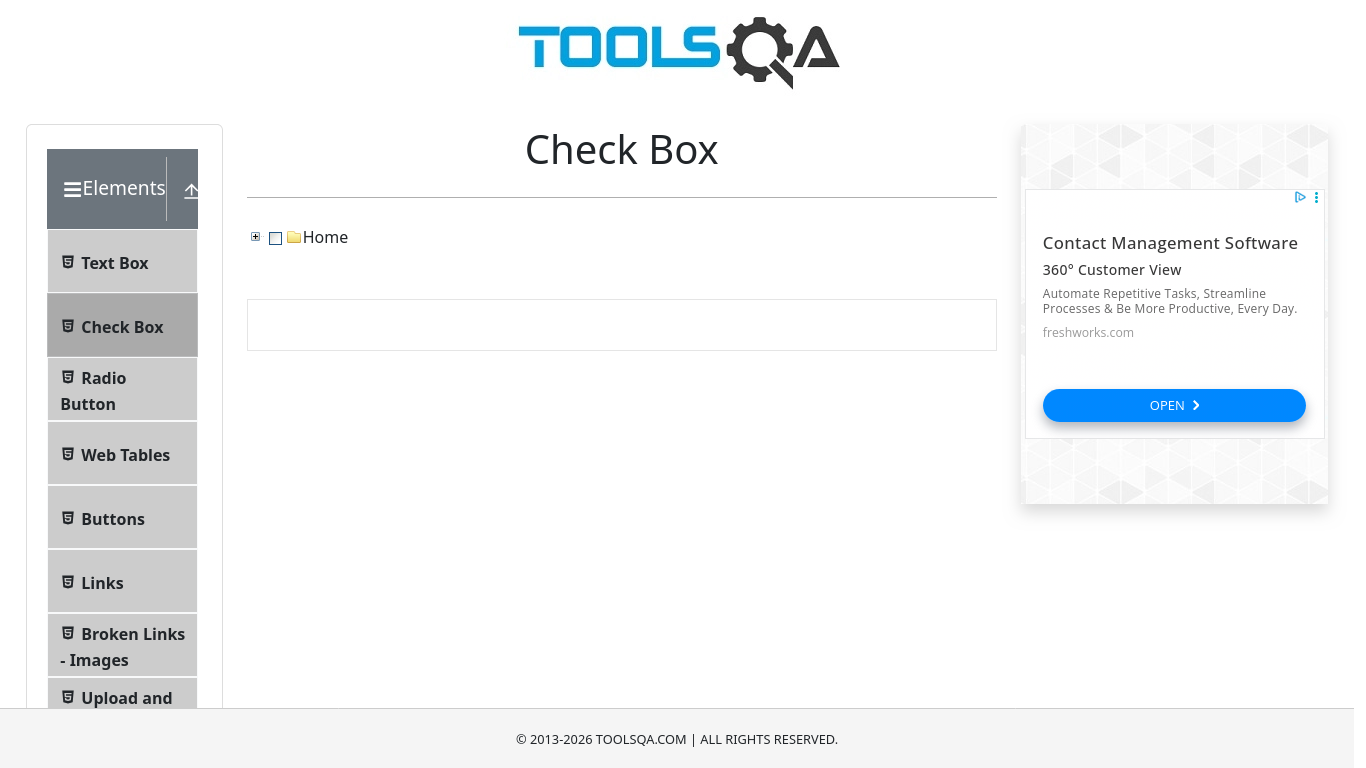 TOOLSQA
Check Box
Elements
Text Box
Check Box
Radio
Button
Web Tables
Buttons
Links
Broken Links
- Images
Upload and
Home
Contact Management Software
360° Customer View
Automate Repetitive Tasks, Streamline
Processes & Be More Productive, Every Day.
freshworks.com
OPEN
© 2013-2026 TOOLSQA.COM | ALL RIGHTS RESERVED.